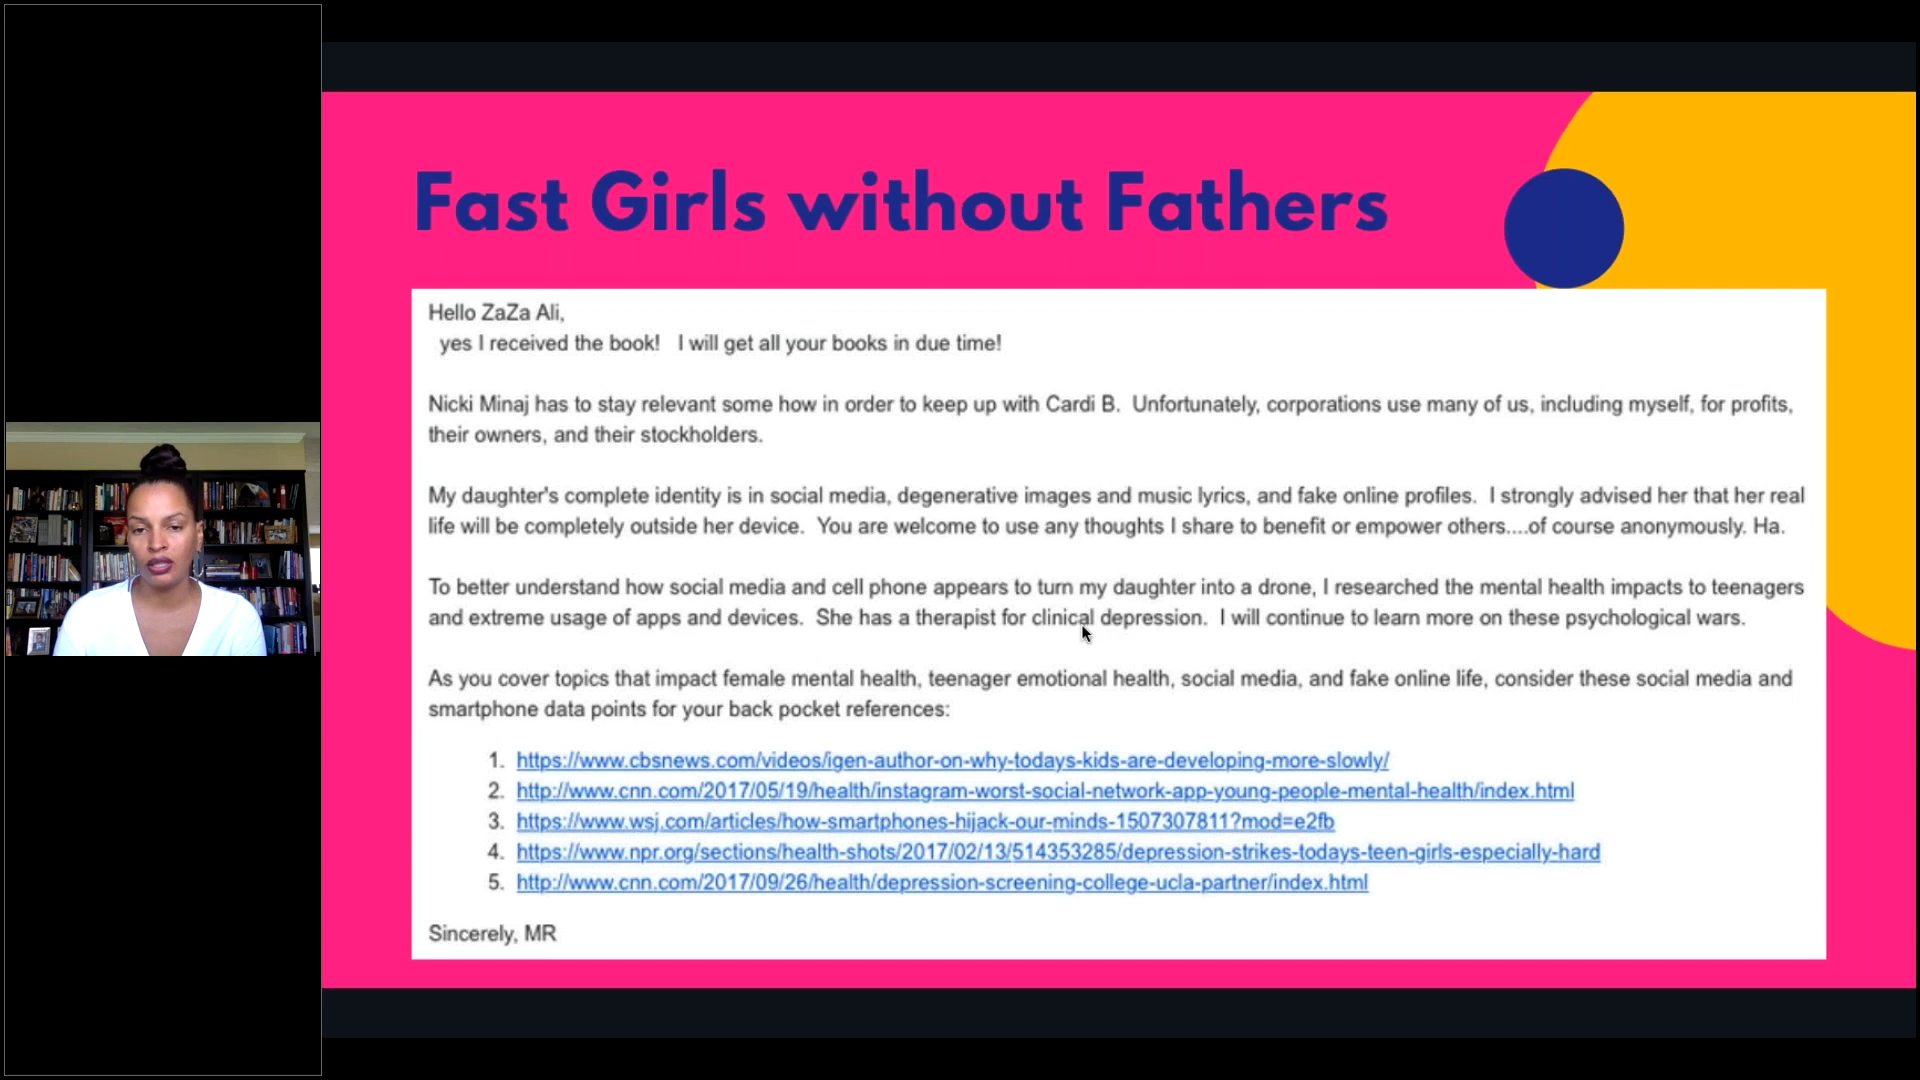 Fast Girls without Fathers
Hello ZaZa Ali,
yes I received the book!   I will get all your books in due time!
Nicki Minaj has to stay relevant some how in order to keep up with Cardi B.  Unfortunately, corporations use many of us, including myself, for profits,
their owners, and their stockholders.
My daughter's complete identity is in social media, degenerative images and music lyrics, and fake online profiles.  I strongly advised her that her real
life will be completely outside her device.  You are welcome to use any thoughts I share to benefit or empower others....of course anonymously. Ha.
To better understand how social media and cell phone appears to turn my daughter into a drone, I researched the mental health impacts to teenagers
and extreme usage of apps and devices.  She has a therapist for clinical depression.  I will continue to learn more on these psychological wars.
As you cover topics that impact female mental health, teenager emotional health, social media, and fake online life, consider these social media and
smartphone data points for your back pocket references:
1. https://www.cbsnews.com/videos/igen-author-on-why-todays-kids-are-developing-more-slowly/
2. http://www.cnn.com/2017/05/19/health/instagram-worst-social-network-app-young-people-mental-health/index.html
3. https://www.wsj.com/articles/how-smartphones-hijack-our-minds-1507307811?mod=e2fb
4. https://www.npr.org/sections/health-shots/2017/02/13/514353285/depression-strikes-todays-teen-girls-especially-hard
5. http://www.cnn.com/2017/09/26/health/depression-screening-college-ucla-partner/index.html
Sincerely, MR